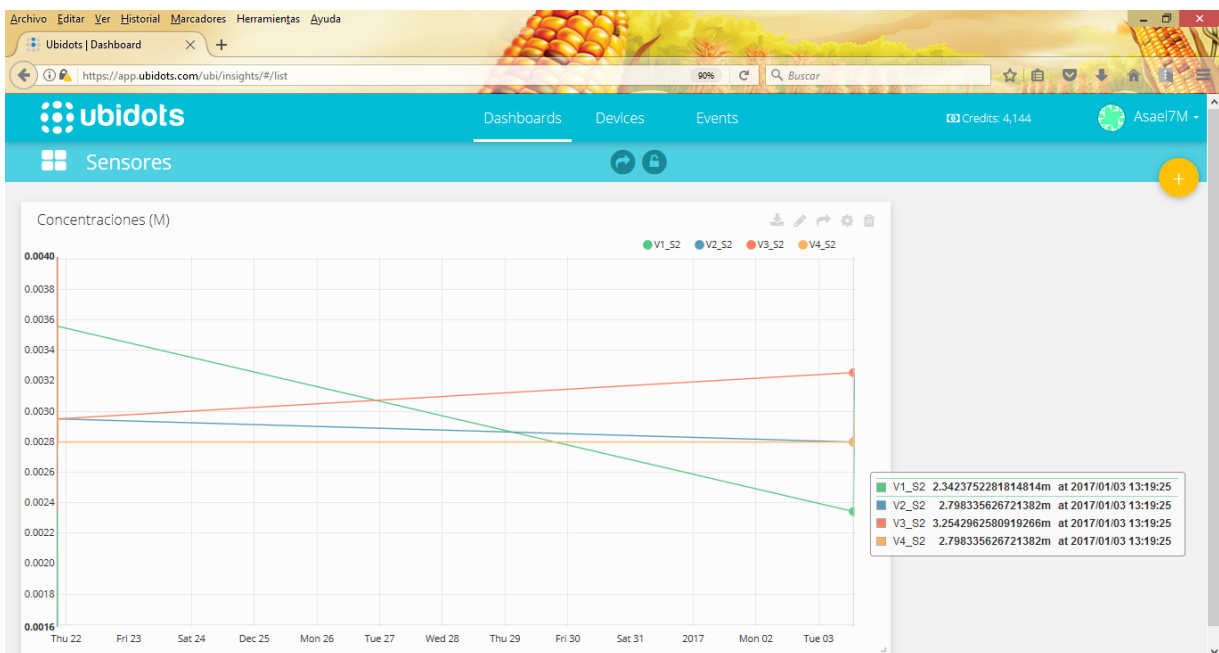 Archivo Editar Ver Historial Marcadores Herramientas Ayuda
Ubidots | Dashboard
https://app.ubidots.com/ubi/insights/#/list
90%
Buscar
ubidots
Dashboards Devices Events
Credits: 4,144
Asael7M
Sensores
Concentraciones (M)
V1_S2 V2_S2 V3_S2 V4_S2
0.0040
0.0038
0.0036
0.0034
0.0032
0.0030
0.0028
0.0026
0.0024
0.0022
0.0020
0.0018
0.0016
V1_S2 2.3423752281814814m at 2017/01/03 13:19:25
V2_S2 2.798335626721382m at 2017/01/03 13:19:25
V3_S2 3.2542962580919266m at 2017/01/03 13:19:25
V4_S2 2.798335626721382m at 2017/01/03 13:19:25
Thu 22 Fri 23 Sat 24 Dec 25 Mon 26 Tue 27 Wed 28 Thu 29 Fri 30 Sat 31 2017 Mon 02 Tue 03